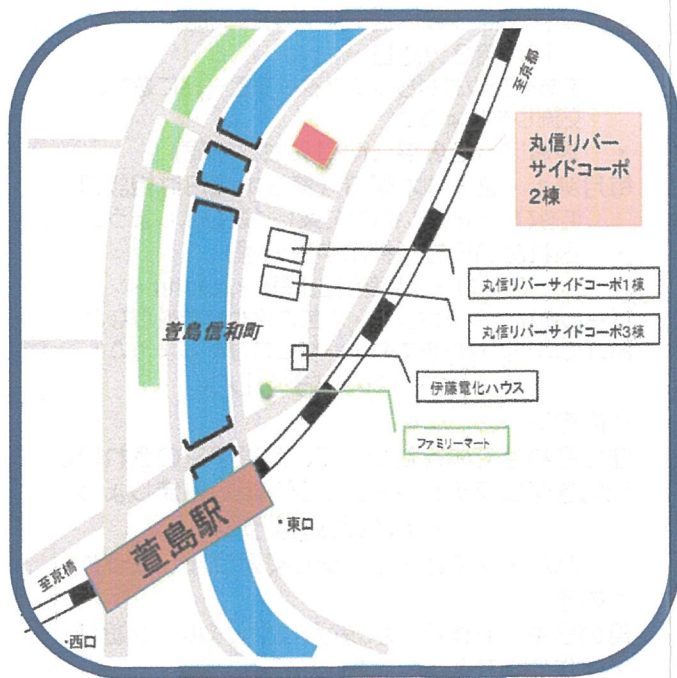 至京都
丸信リバー
サイドコーポ
2棟
丸信リバーサイドコーポ1棟
丸信リバーサイドコーポ3棟
萱島信和町
伊藤電化ハウス
ファミリーマート
萱島駅
・東口
至京橋
・西口